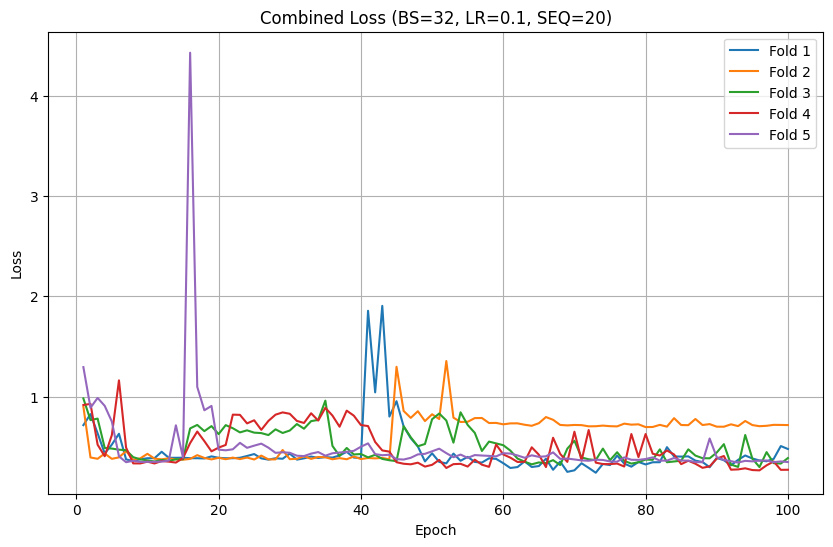 Combined Loss (BS=32, LR=0.1, SEQ=20)
Fold 1
Fold 2
Fold 3
Fold 4
Fold 5
Loss
4
3
2
1
0
20
40
60
80
100
Epoch